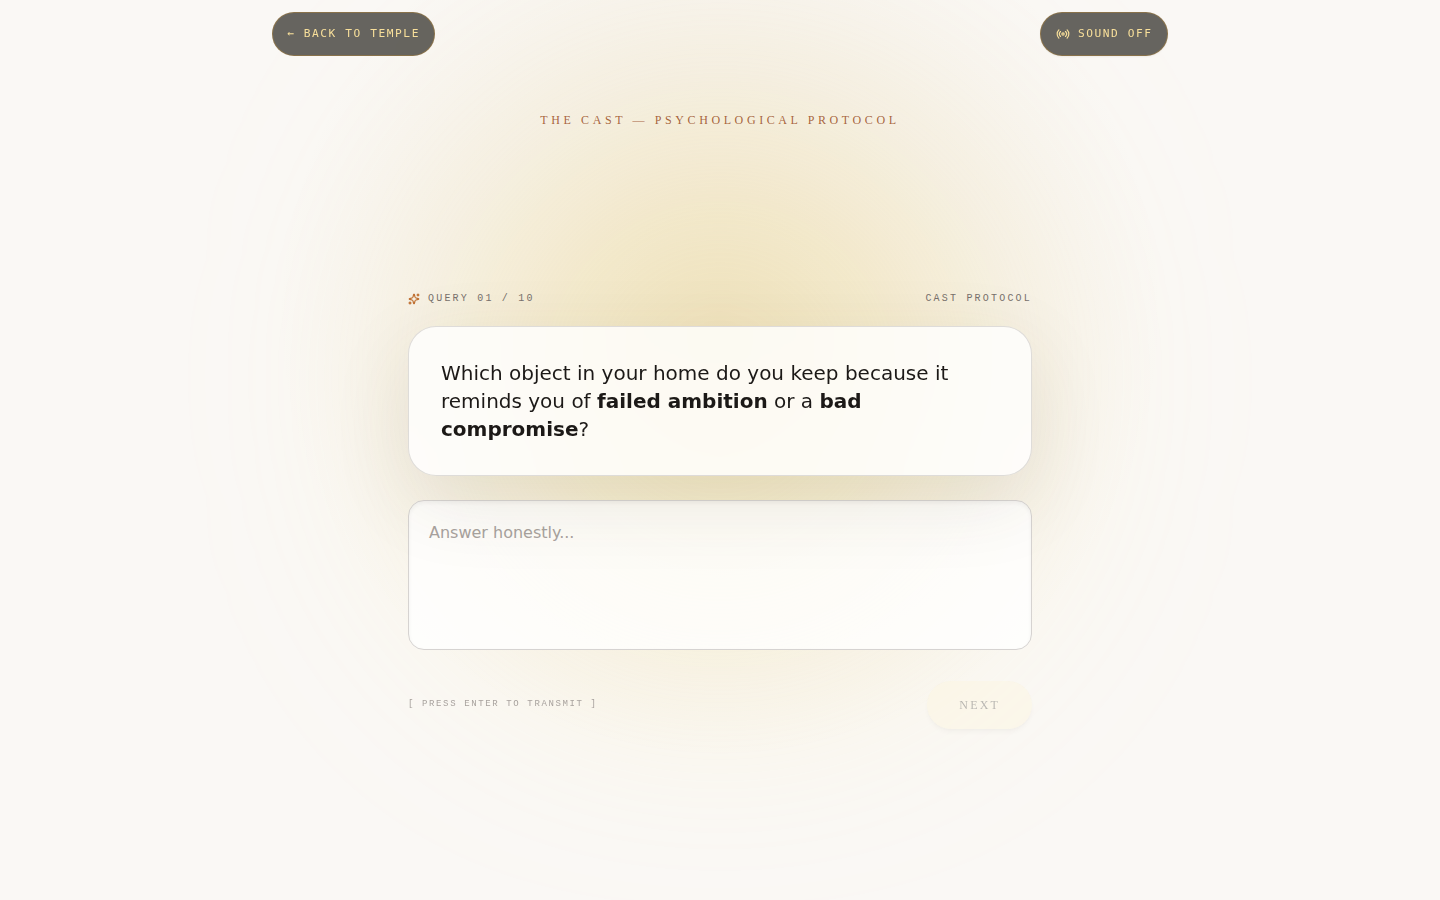 ← BACK TO TEMPLE
SOUND OFF
THE CAST — PSYCHOLOGICAL PROTOCOL
QUERY 01 / 10
CAST PROTOCOL
Which object in your home do you keep because it
reminds you of failed ambition or a bad
compromise?
Answer honestly...
[ PRESS ENTER TO TRANSMIT ]
NEXT